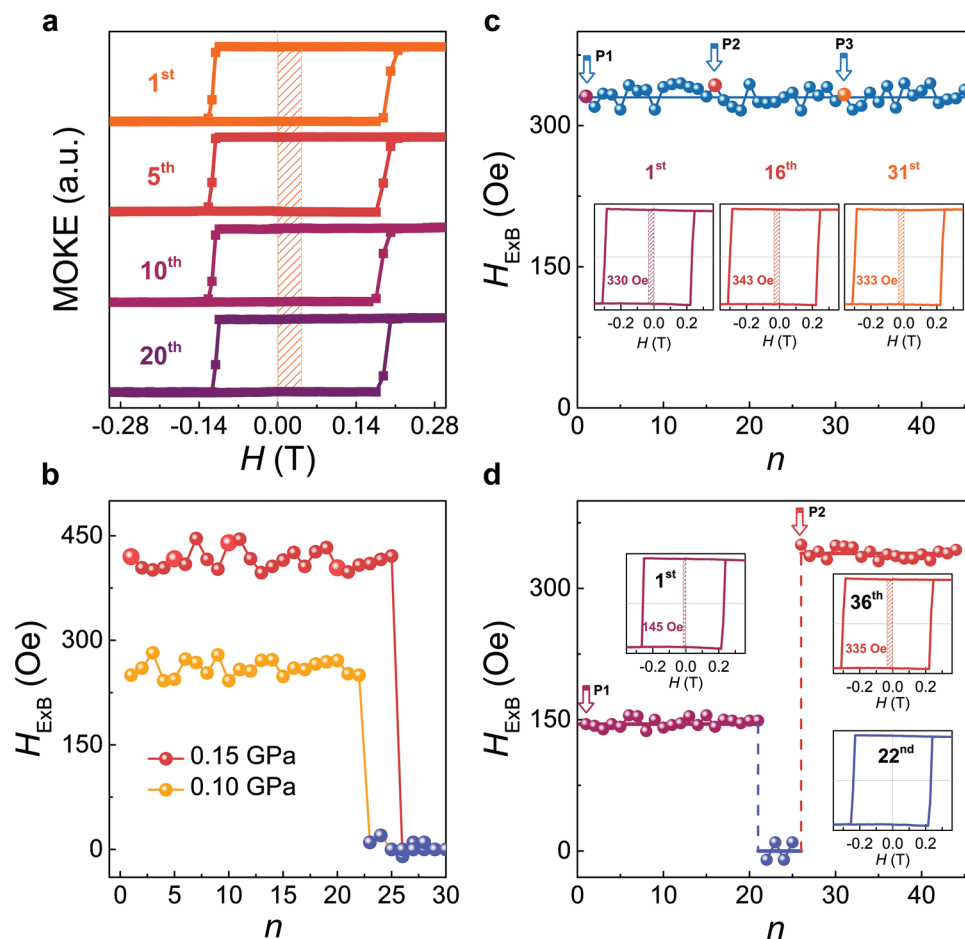 a
MOKE (a.u.)
1st
5th
10th
20th
-0.28 -0.14 0.00 0.14 0.28
H (T)
b
HExB (Oe)
450
300
150
0
0.15 GPa
0.10 GPa
0 5 10 15 20 25 30
n
c
HExB (Oe)
300
150
0
P1
P2
P3
1st
16th
31st
330 Oe
343 Oe
333 Oe
-0.2 0.0 0.2
H (T)
-0.2 0.0 0.2
H (T)
-0.2 0.0 0.2
H (T)
0 10 20 30 40
n
d
HExB (Oe)
300
150
0
P1
P2
1st
145 Oe
-0.2 0.0 0.2
H (T)
36th
335 Oe
-0.2 0.0 0.2
H (T)
22nd
-0.2 0.0 0.2
H (T)
0 10 20 30 40
n